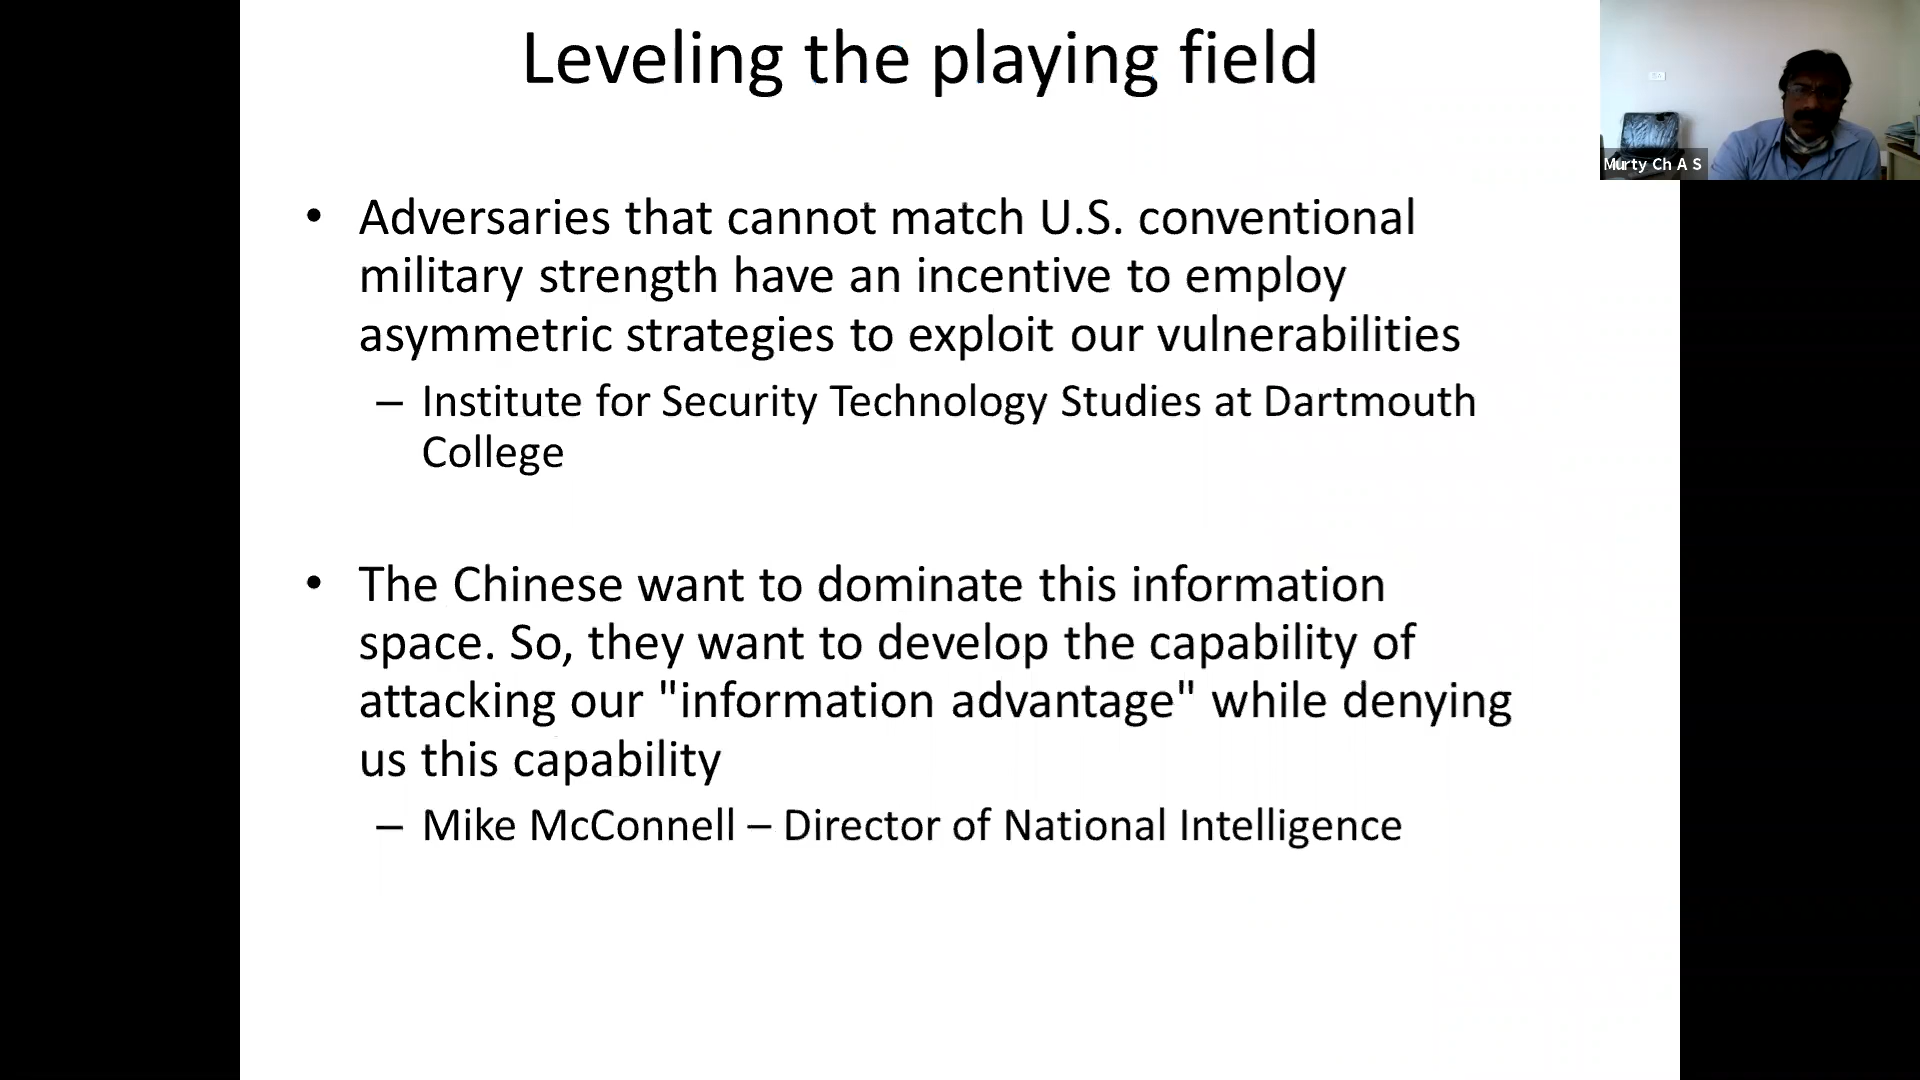 Leveling the playing field
Murty Ch A S
• Adversaries that cannot match U.S. conventional
military strength have an incentive to employ
asymmetric strategies to exploit our vulnerabilities
– Institute for Security Technology Studies at Dartmouth
College
• The Chinese want to dominate this information
space. So, they want to develop the capability of
attacking our "information advantage" while denying
us this capability
– Mike McConnell – Director of National Intelligence